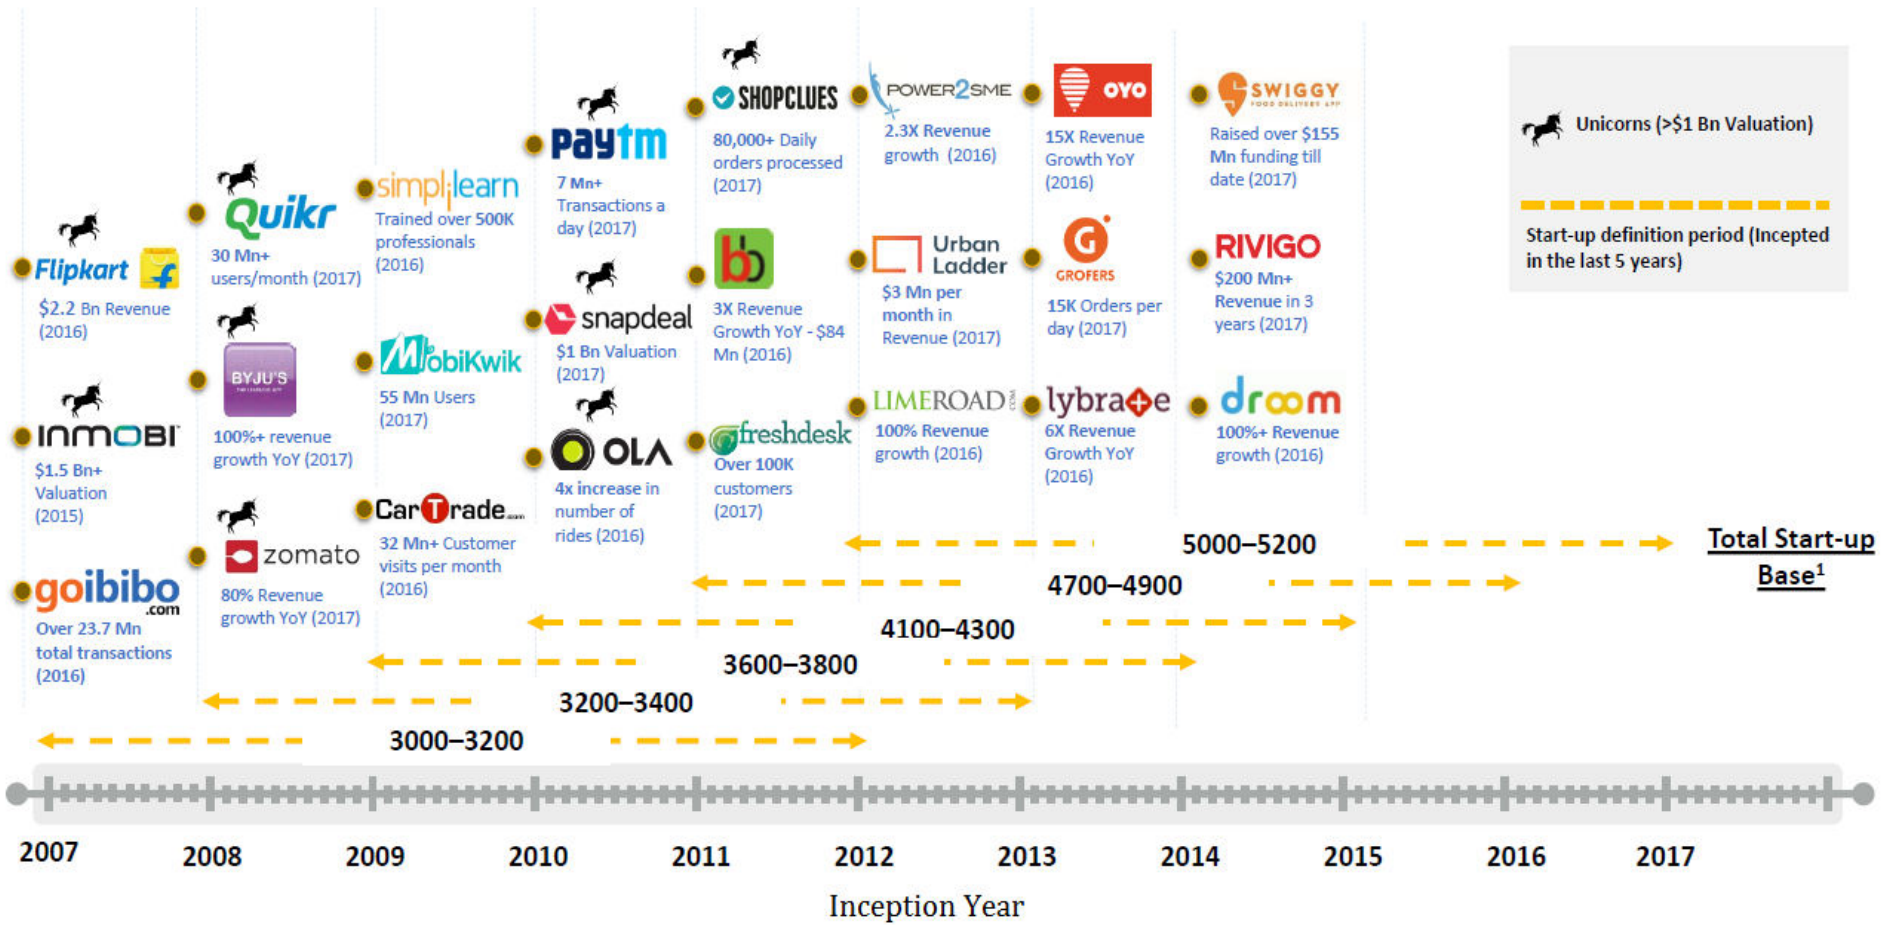 Flipkart
$2.2 Bn Revenue
(2016)
INMOBI
$1.5 Bn+
Valuation
(2015)
goibibo
.com
Over 23.7 Mn
total transactions
(2016)
Quikr
30 Mn+
users/month (2017)
BYJU'S
100%+ revenue
growth YoY (2017)
zomato
80% Revenue
growth YoY (2017)
simplilearn
Trained over 500K
professionals
(2016)
MobiKwik
55 Mn Users
(2017)
CarTrade.com
32 Mn+ Customer
visits per month
(2016)
paytm
7 Mn+
Transactions a
day (2017)
snapdeal
$1 Bn Valuation
(2017)
OLA
4x increase in
number of
rides (2016)
SHOPCLUES
80,000+ Daily
orders processed
(2017)
bb
3X Revenue
Growth YoY - $84
Mn (2016)
freshdesk
Over 100K
customers
(2017)
POWER2SME
2.3X Revenue
growth (2016)
Urban
Ladder
$3 Mn per
month in
Revenue (2017)
LIMEROAD.COM
100% Revenue
growth (2016)
OYO
15X Revenue
Growth YoY
(2016)
GROFERS
15K Orders per
day (2017)
lybrate
6X Revenue
Growth YoY
(2016)
SWIGGY
FOOD DELIVERY APP
Raised over $155
Mn funding till
date (2017)
RIVIGO
$200 Mn+
Revenue in 3
years (2017)
droom
100%+ Revenue
growth (2016)
Unicorns (>$1 Bn Valuation)
Start-up definition period (Incepted
in the last 5 years)
5000–5200
Total Start-up
Base¹
4700–4900
4100–4300
3600–3800
3200–3400
3000–3200
2007 2008 2009 2010 2011 2012 2013 2014 2015 2016 2017
Inception Year